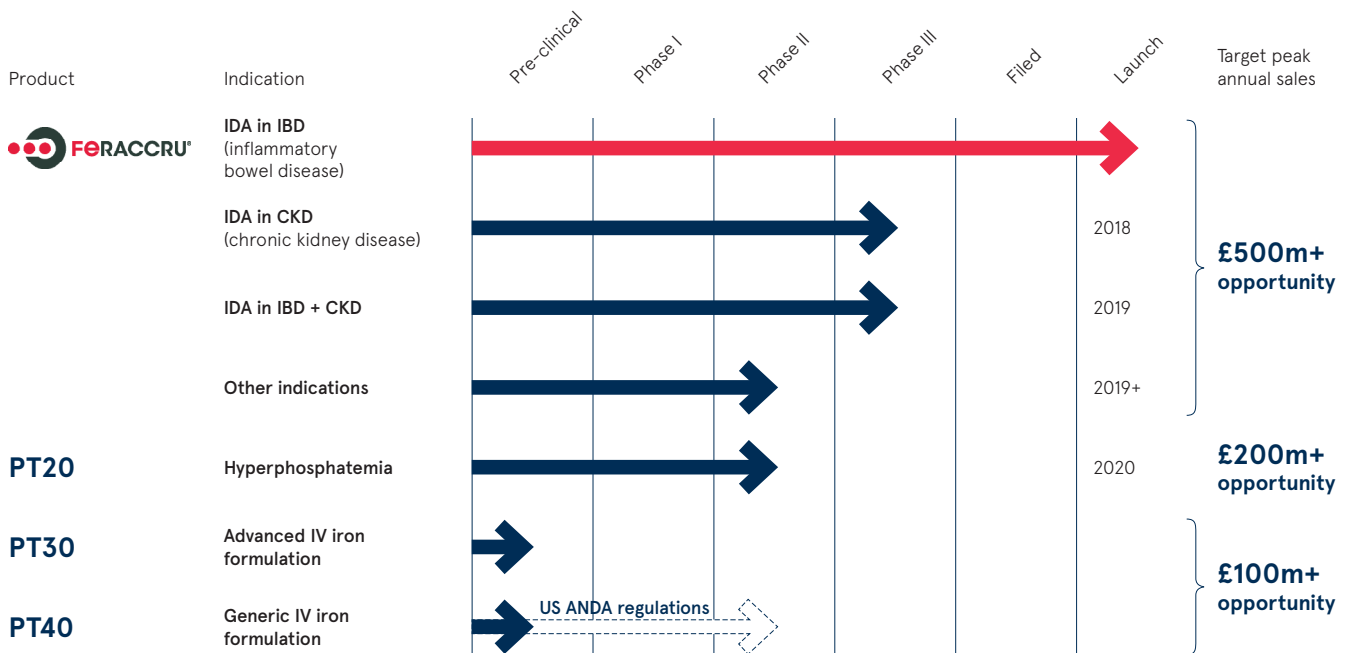 Product
Indication
Pre-clinical
Phase I
Phase II
Phase III
Filed
Launch
Target peak
annual sales
FeRACCRU®
IDA in IBD
(inflammatory
bowel disease)
IDA in CKD
(chronic kidney disease)
2018
IDA in IBD + CKD
2019
Other indications
2019+
£500m+
opportunity
PT20
Hyperphosphatemia
2020
£200m+
opportunity
PT30
Advanced IV iron
formulation
PT40
Generic IV iron
formulation
US ANDA regulations
£100m+
opportunity